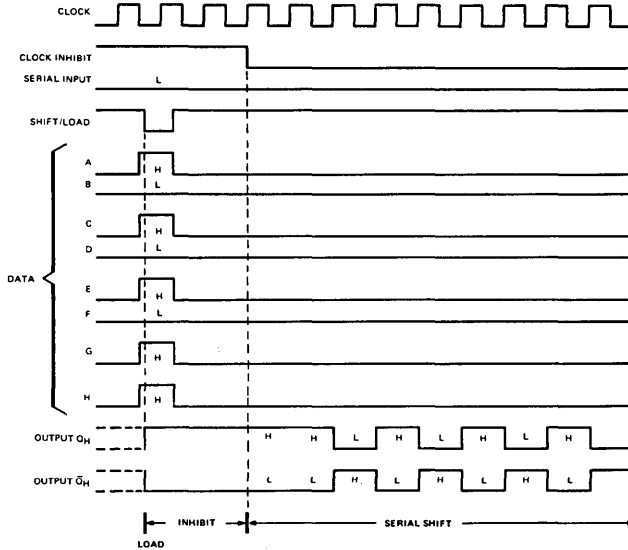 CLOCK
CLOCK INHIBIT
SERIAL INPUT L
SHIFT/LOAD
DATA
A H
B L
C H
D L
E H
F L
G H
H H
OUTPUT QH H H L H L H L H
OUTPUT Q̅H L L H L H L H L
INHIBIT SERIAL SHIFT
LOAD